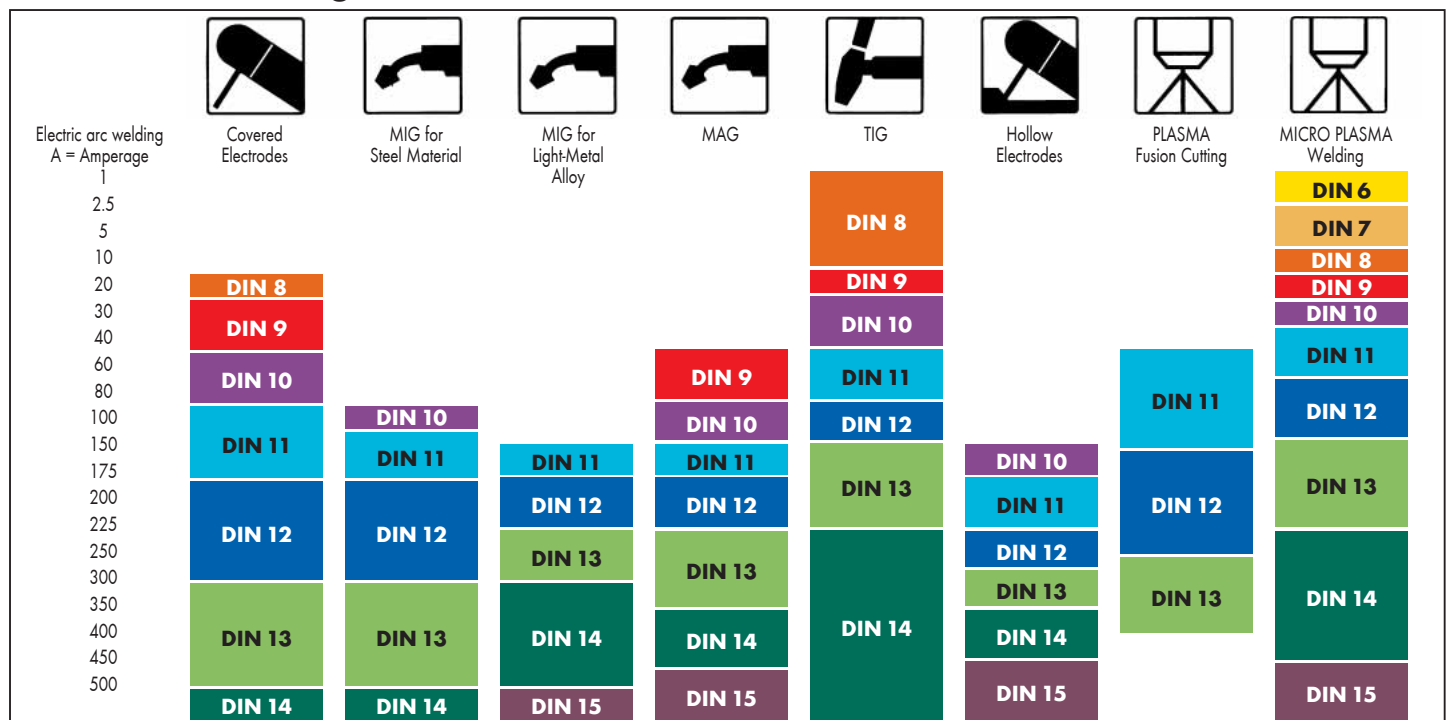 Electric arc welding
A = Amperage
Covered
Electrodes
MIG for
Steel Material
MIG for
Light-Metal
Alloy
MAG
TIG
Hollow
Electrodes
PLASMA
Fusion Cutting
MICRO PLASMA
Welding
1
2.5
5
10
20
30
40
60
80
100
150
175
200
225
250
300
350
400
450
500
DIN 8
DIN 9
DIN 10
DIN 11
DIN 12
DIN 13
DIN 14
DIN 10
DIN 11
DIN 12
DIN 13
DIN 14
DIN 11
DIN 12
DIN 13
DIN 14
DIN 15
DIN 9
DIN 10
DIN 11
DIN 12
DIN 13
DIN 14
DIN 15
DIN 8
DIN 9
DIN 10
DIN 11
DIN 12
DIN 13
DIN 14
DIN 10
DIN 11
DIN 12
DIN 13
DIN 14
DIN 15
DIN 11
DIN 12
DIN 13
DIN 6
DIN 7
DIN 8
DIN 9
DIN 10
DIN 11
DIN 12
DIN 13
DIN 14
DIN 15